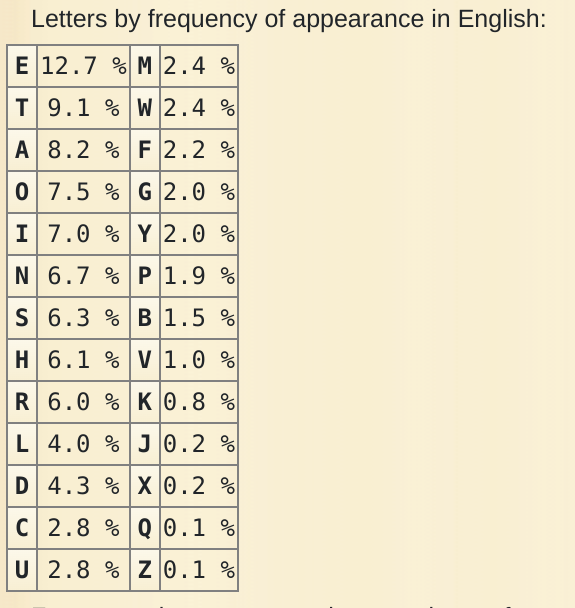 Letters by frequency of appearance in English:
E 12.7 % M 2.4 %
T 9.1 % W 2.4 %
A 8.2 % F 2.2 %
O 7.5 % G 2.0 %
I 7.0 % Y 2.0 %
N 6.7 % P 1.9 %
S 6.3 % B 1.5 %
H 6.1 % V 1.0 %
R 6.0 % K 0.8 %
L 4.0 % J 0.2 %
D 4.3 % X 0.2 %
C 2.8 % Q 0.1 %
U 2.8 % Z 0.1 %